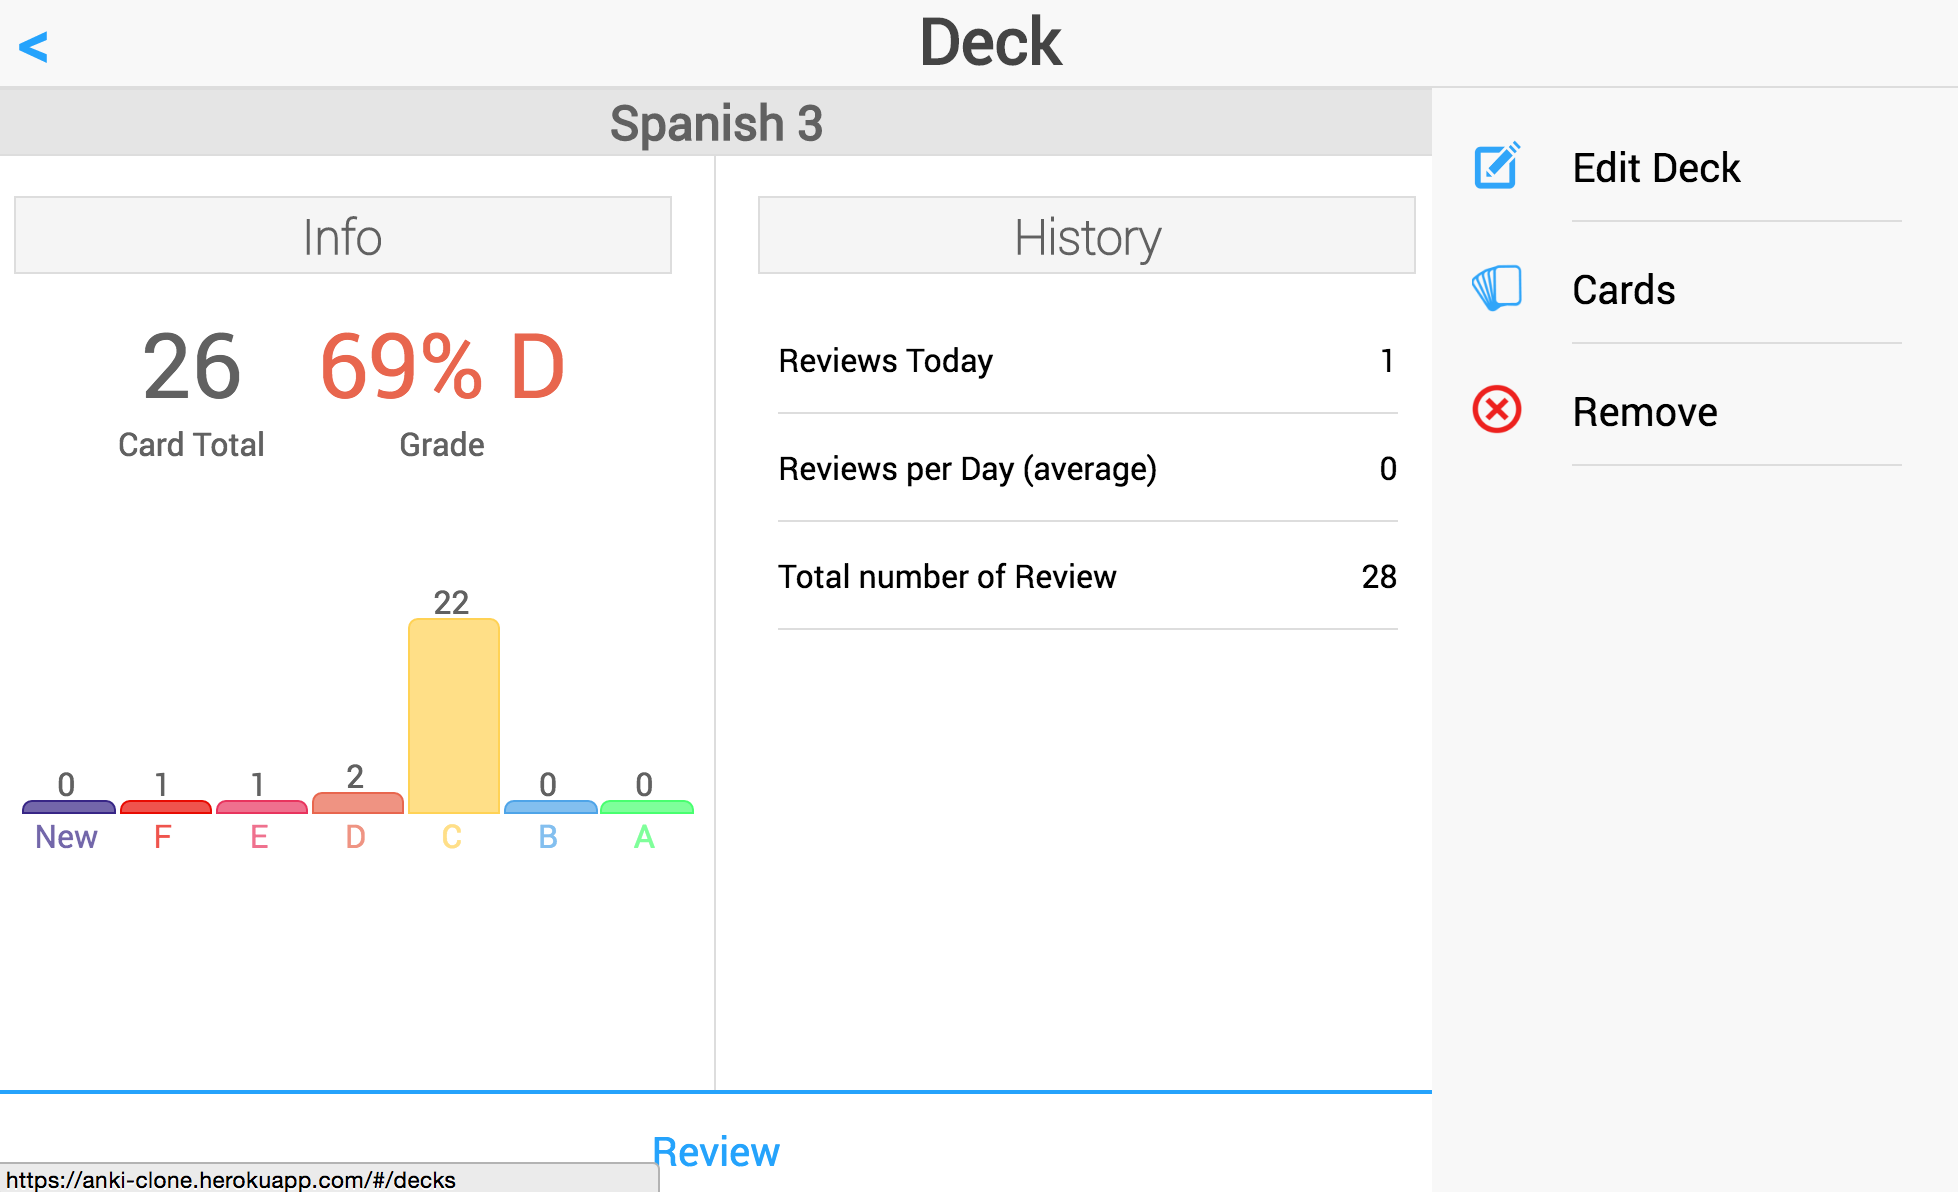 <
Deck
Spanish 3
Info
26
69% D
Card Total
Grade
22
0
1
1
2
0
0
New
F
E
D
C
B
A
History
Reviews Today
1
Reviews per Day (average)
0
Total number of Review
28
Edit Deck
Cards
Remove
Review
https://anki-clone.herokuapp.com/#/decks